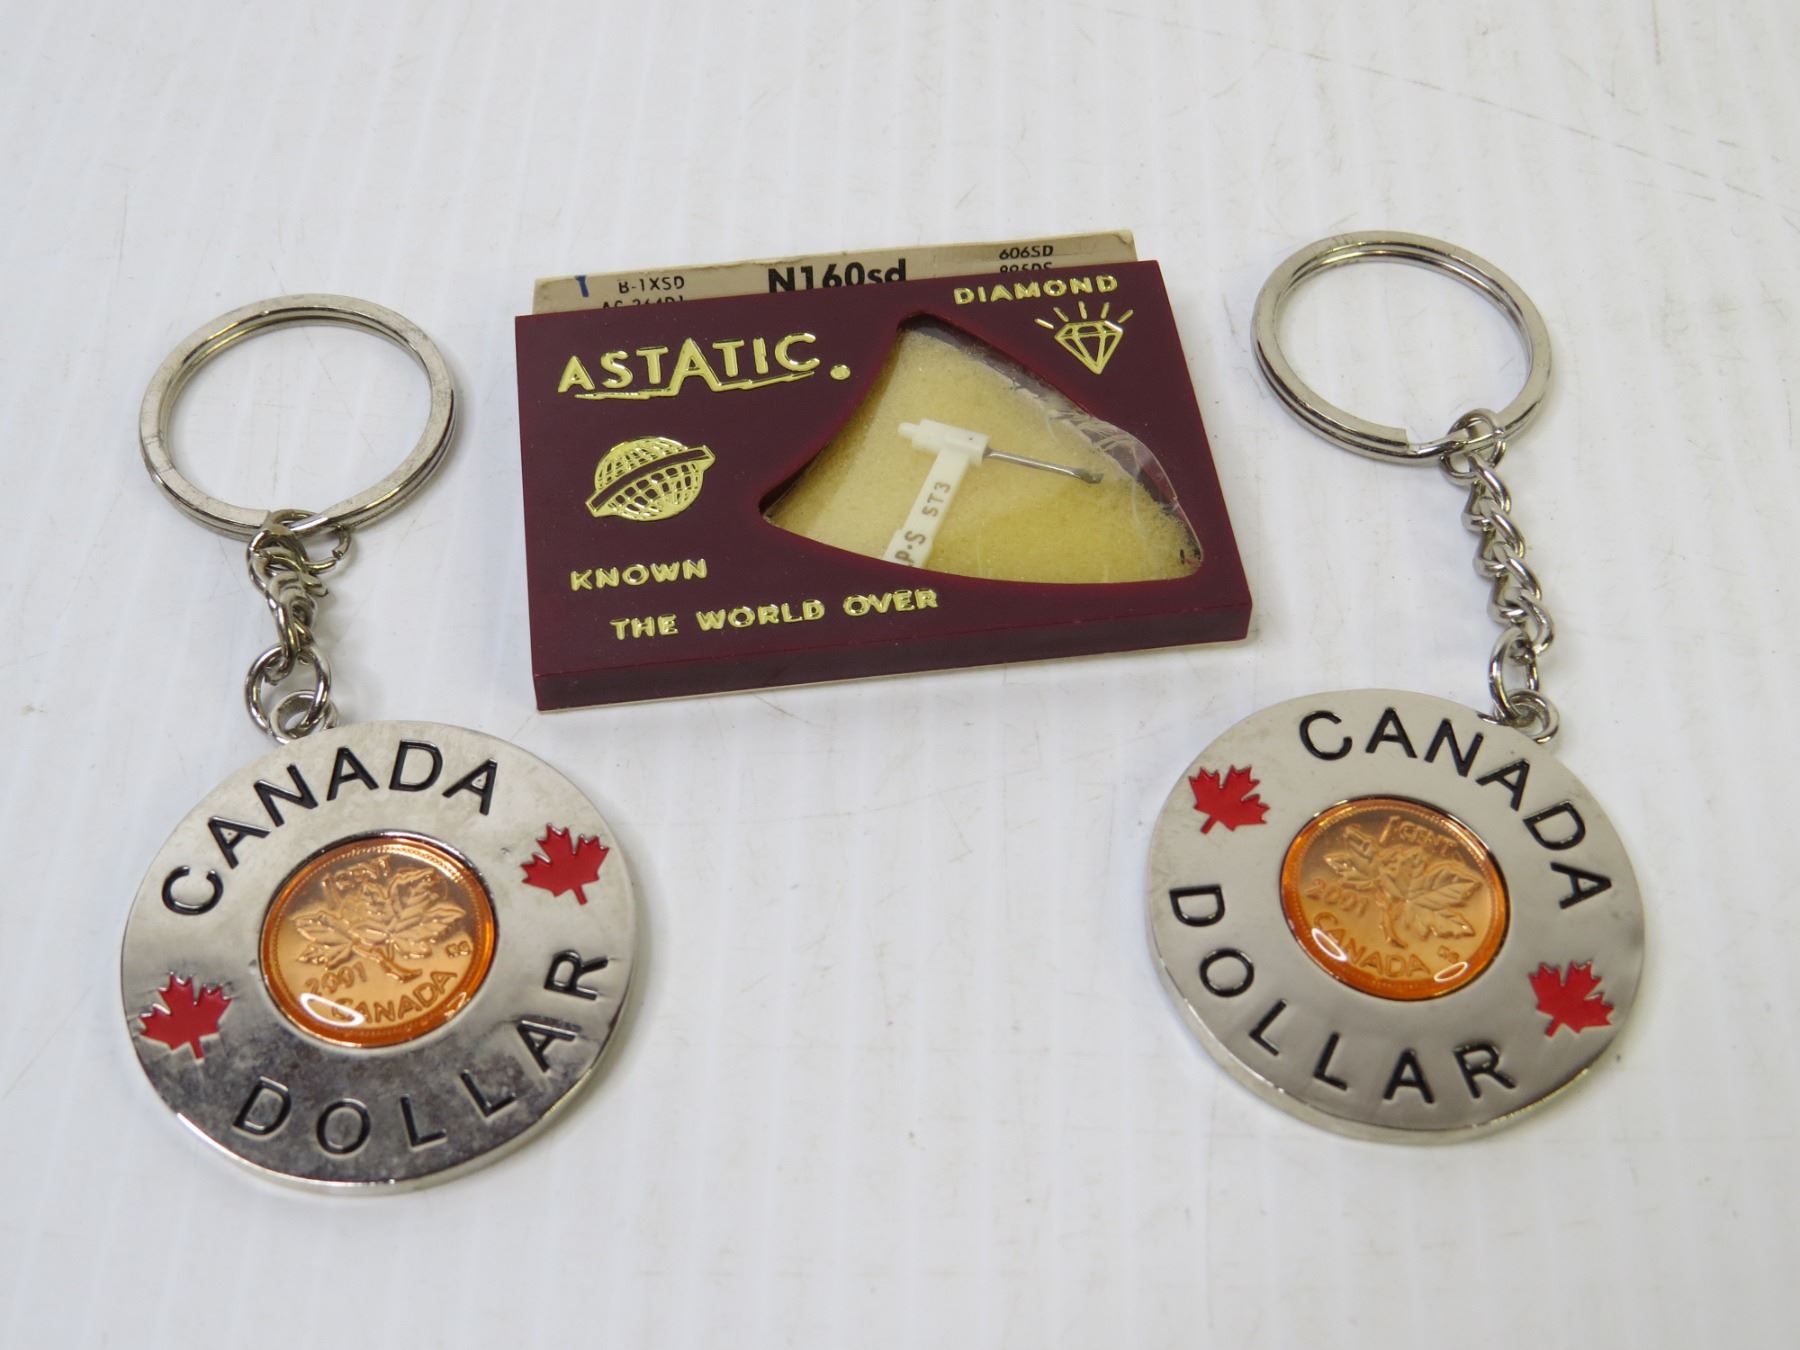 B-1XSD
N160sd
606SD
DIAMOND
ASTATIC.
P·S ST3
KNOWN
THE WORLD OVER
CANADA
DOLLAR
2001
CANADA
CANADA
DOLLAR
1 CENT
2001
CANADA